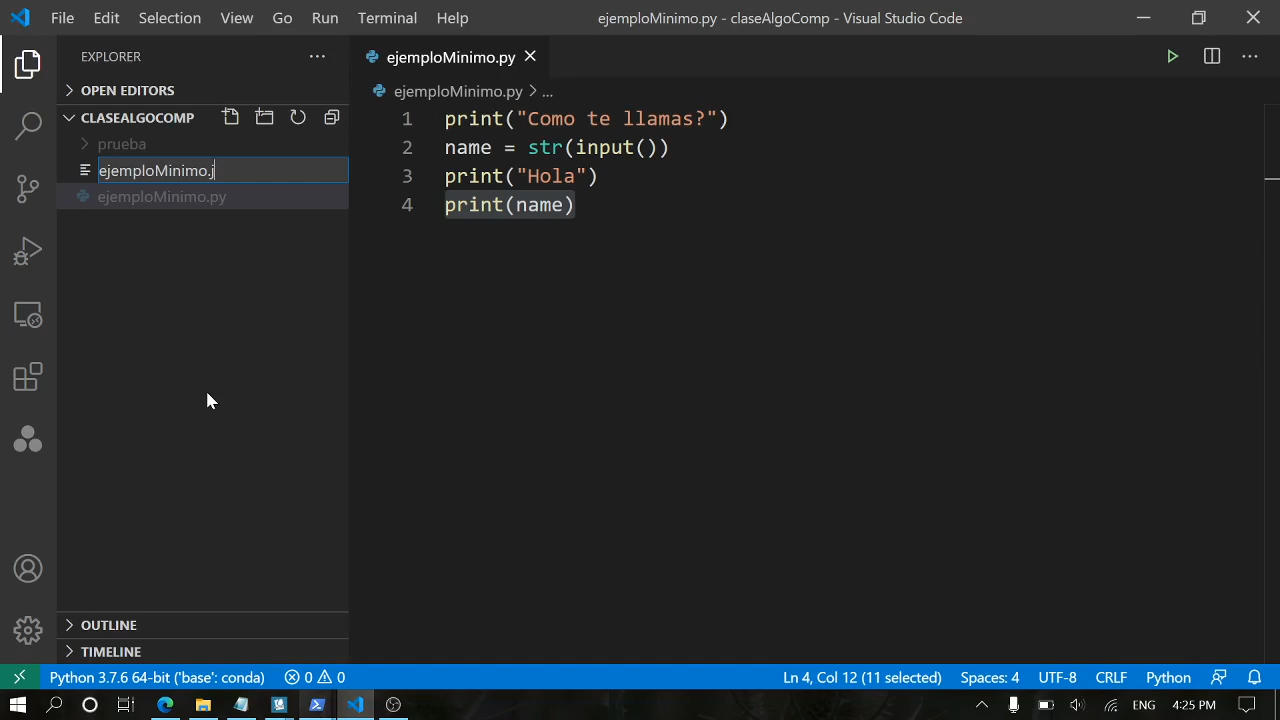 File Edit Selection View Go Run Terminal Help ejemploMinimo.py - claseAlgoComp - Visual Studio Code
EXPLORER
ejemploMinimo.py
OPEN EDITORS
ejemploMinimo.py > ...
CLASEALGOCOMP
prueba
ejemploMinimo.j
ejemploMinimo.py
1 print("Como te llamas?")
2 name = str(input())
3 print("Hola")
4 print(name)
OUTLINE
TIMELINE
Python 3.7.6 64-bit ('base': conda) 0 0 Ln 4, Col 12 (11 selected) Spaces: 4 UTF-8 CRLF Python
ENG 4:25 PM